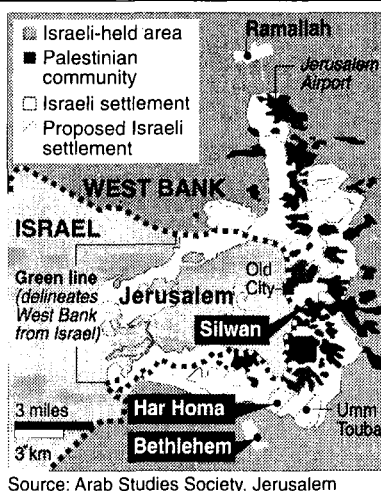 Israeli-held area
Palestinian
community
Israeli settlement
Proposed Israeli
settlement
Ramallah
Jerusalem
Airport
WEST BANK
ISRAEL
Green line
(delineates
West Bank
from Israel)
Jerusalem
Old
City
Silwan
3 miles
3 km
Har Homa
Bethlehem
Umm
Touba
Source: Arab Studies Society, Jerusalem